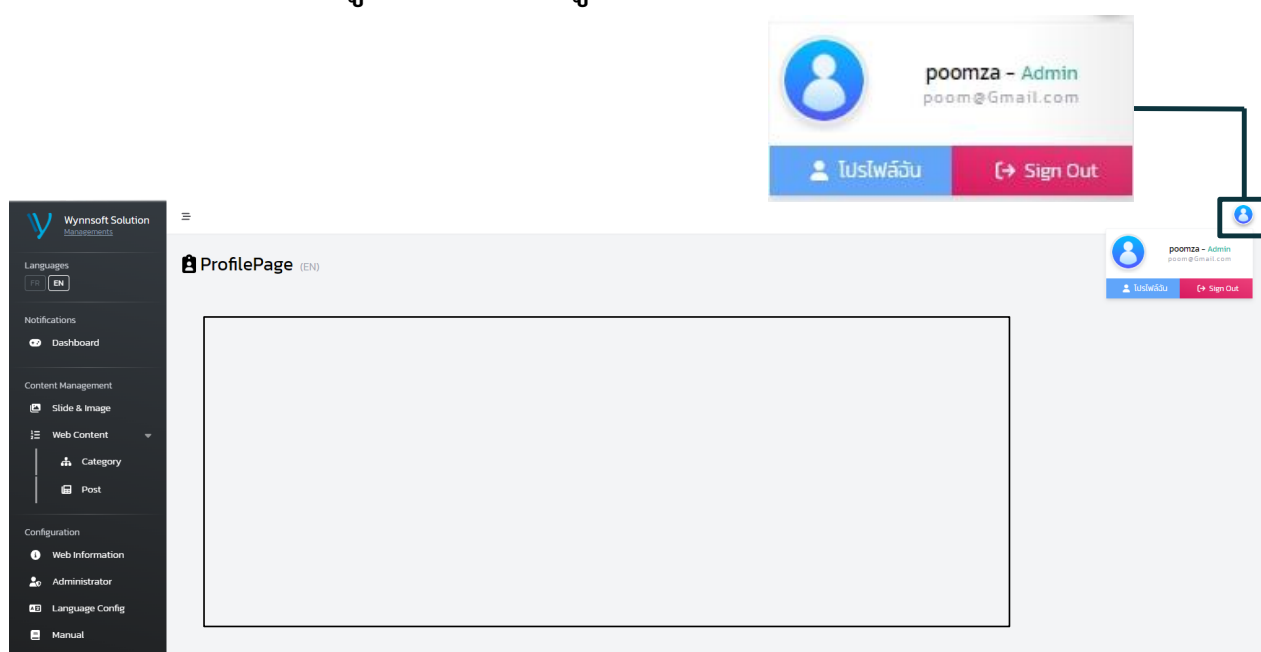 poomza - Admin
poom@Gmail.com
โปรไฟล์ฉัน
Sign Out
Wynnsoft Solution
Managements
Languages
FR EN
Notifications
Dashboard
Content Management
Slide & Image
Web Content
Category
Post
Configuration
Web Information
Administrator
Language Config
Manual
ProfilePage (EN)
poomza - Admin
poom@Gmail.com
โปรไฟล์ฉัน
Sign Out